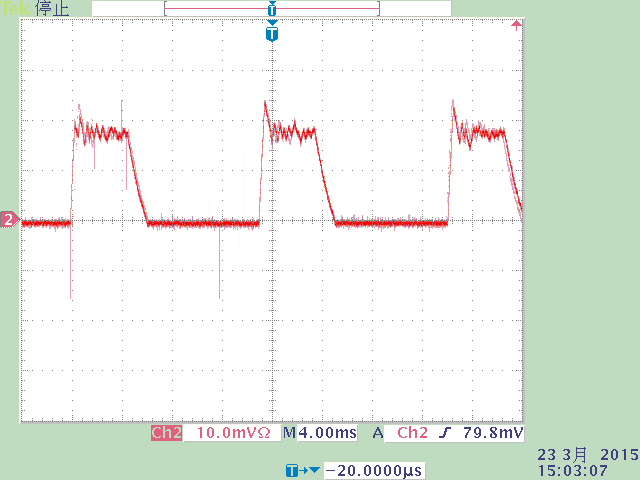 Tek 停止
T
T
2
Ch2 10.0mVΩ M 4.00ms A Ch2 79.8mV
T -20.0000µs
23 3月 2015
15:03:07